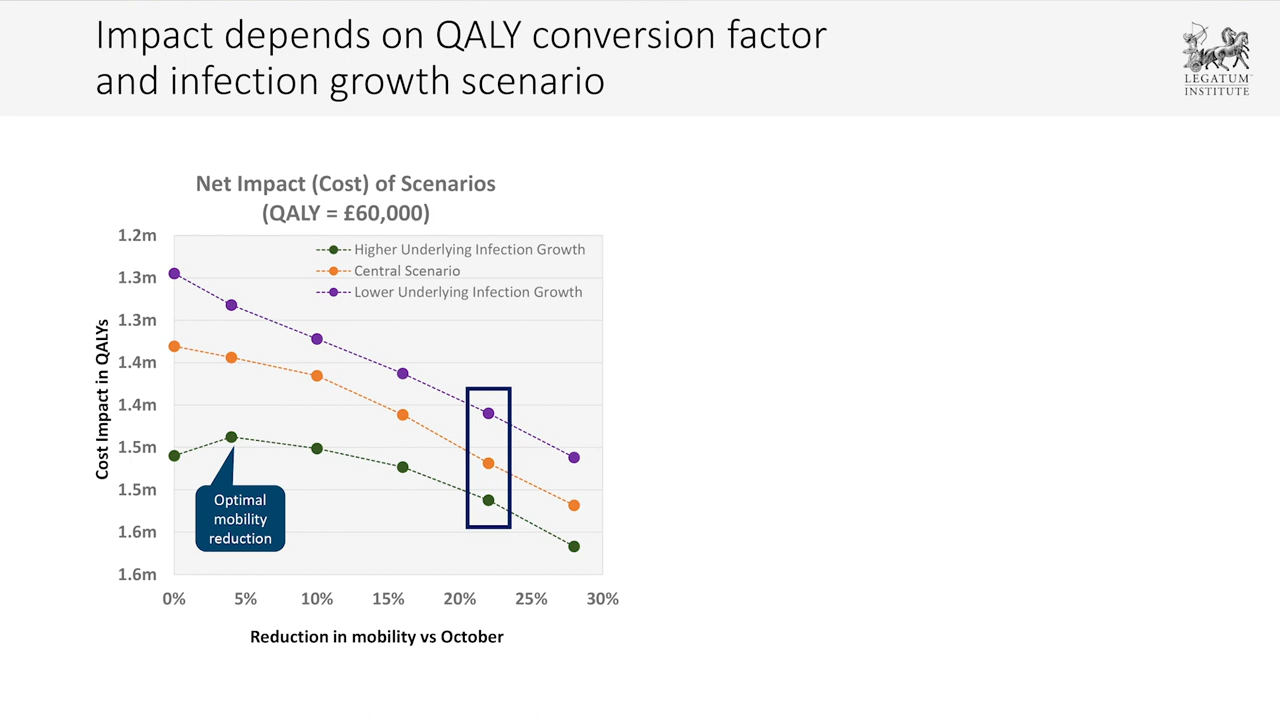 Impact depends on QALY conversion factor
and infection growth scenario
LEGATUM
INSTITUTE
Net Impact (Cost) of Scenarios
(QALY = £60,000)
1.2m
1.3m
1.3m
1.4m
1.4m
1.5m
1.5m
1.6m
1.6m
Cost Impact in QALYs
Higher Underlying Infection Growth
Central Scenario
Lower Underlying Infection Growth
Optimal
mobility
reduction
0% 5% 10% 15% 20% 25% 30%
Reduction in mobility vs October